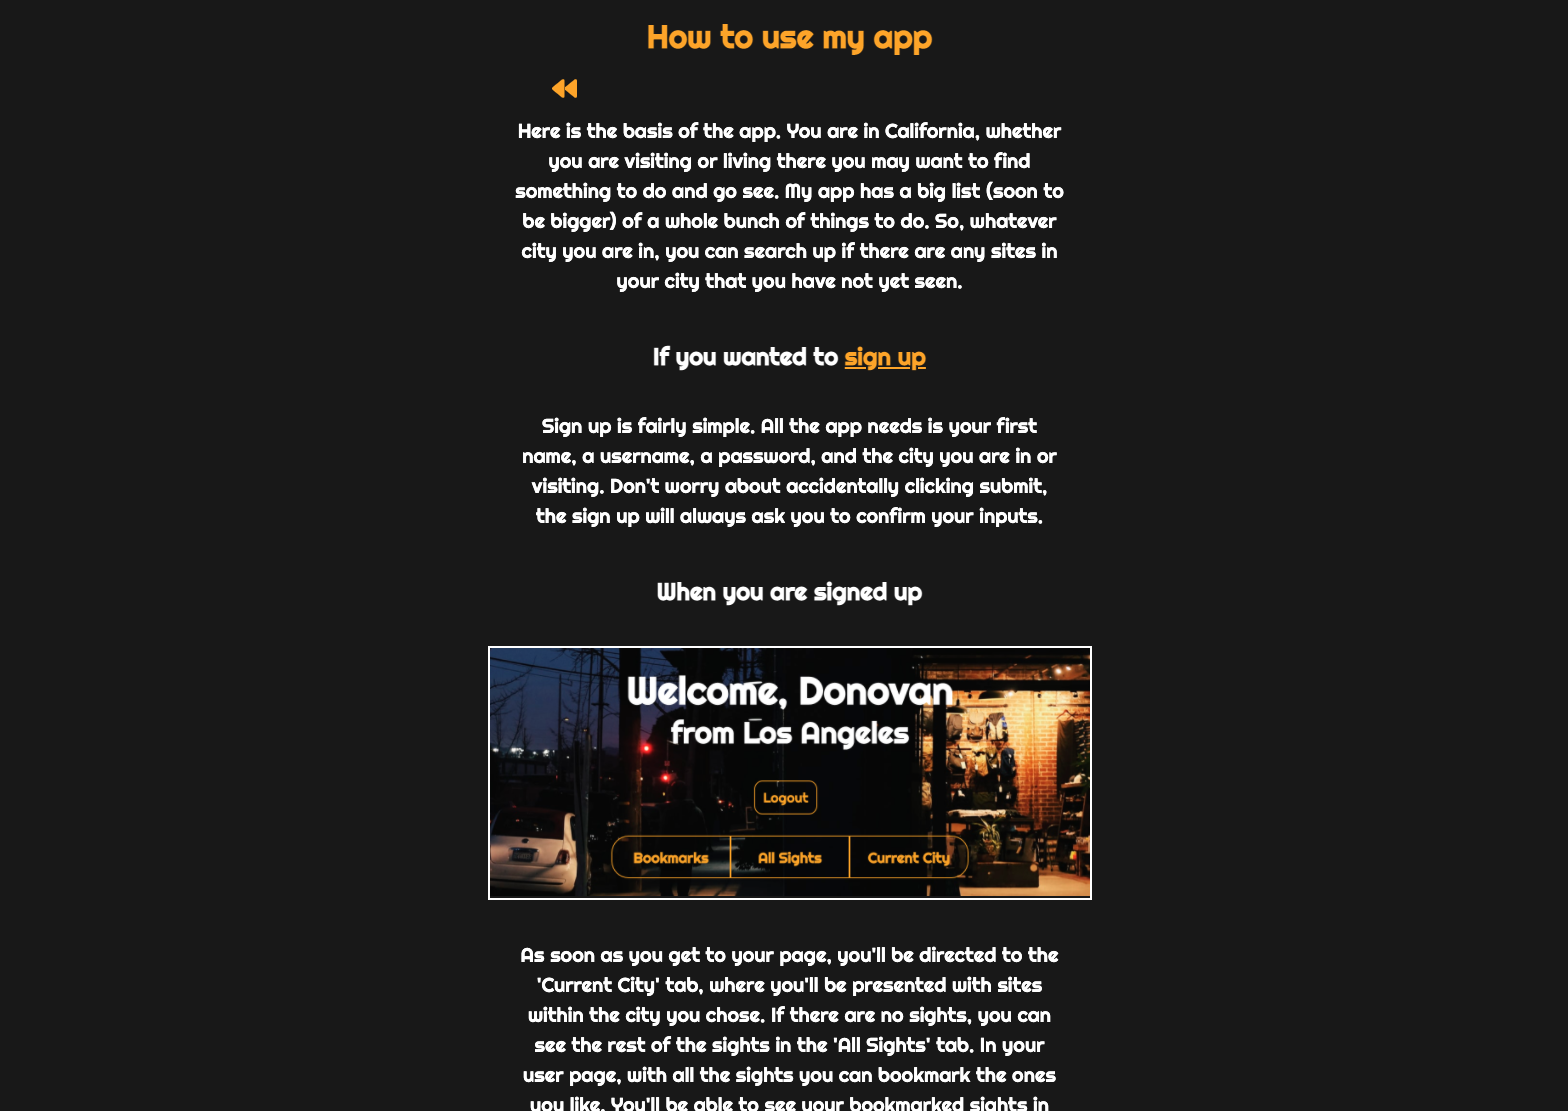 How to use my app
Here is the basis of the app. You are in California, whether
you are visiting or living there you may want to find
something to do and go see. My app has a big list (soon to
be bigger) of a whole bunch of things to do. So, whatever
city you are in, you can search up if there are any sites in
your city that you have not yet seen.
If you wanted to sign up
Sign up is fairly simple. All the app needs is your first
name, a username, a password, and the city you are in or
visiting. Don't worry about accidentally clicking submit,
the sign up will always ask you to confirm your inputs.
When you are signed up
Welcome, Donovan
from Los Angeles
Logout
Bookmarks All Sights Current City
As soon as you get to your page, you'll be directed to the
'Current City' tab, where you'll be presented with sites
within the city you chose. If there are no sights, you can
see the rest of the sights in the 'All Sights' tab. In your
user page, with all the sights you can bookmark the ones
you like. You'll be able to see your bookmarked sights in